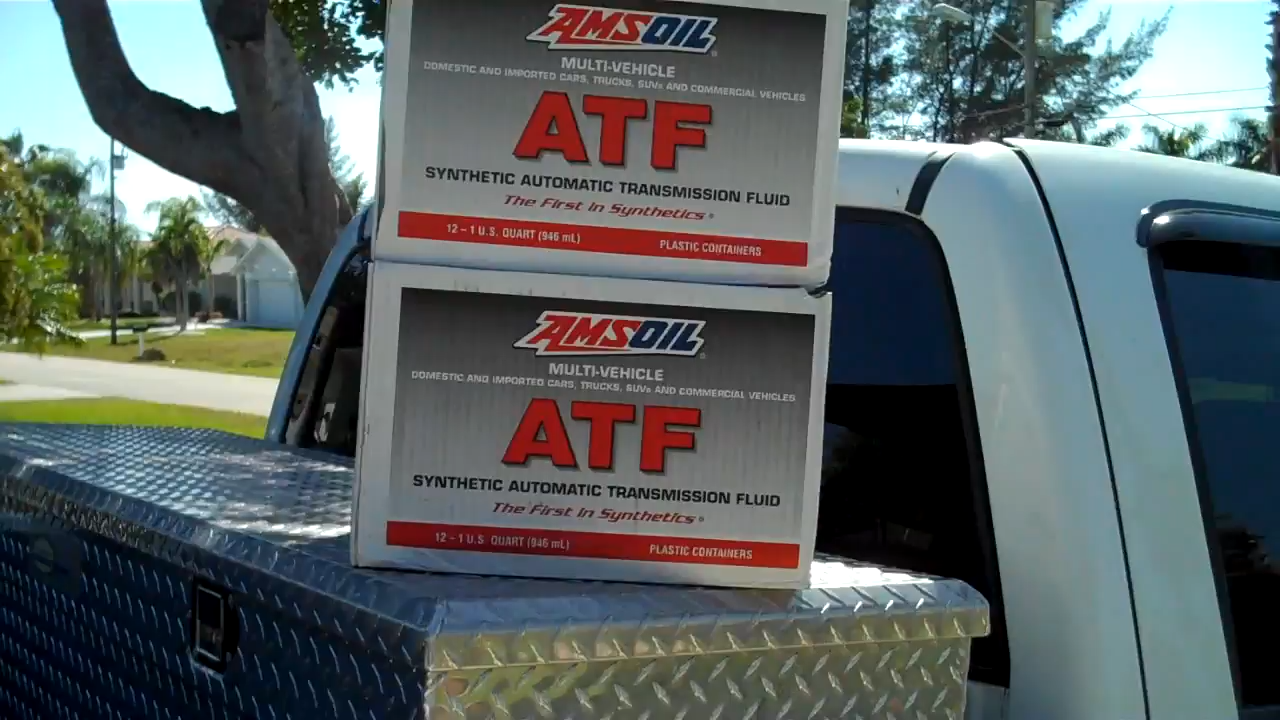 AMSOIL®
MULTI-VEHICLE
DOMESTIC AND IMPORTED CARS, TRUCKS, SUVs AND COMMERCIAL VEHICLES
ATF
SYNTHETIC AUTOMATIC TRANSMISSION FLUID
The First In Synthetics®
12 – 1 U.S. QUART (946 mL) PLASTIC CONTAINERS
AMSOIL®
MULTI-VEHICLE
DOMESTIC AND IMPORTED CARS, TRUCKS, SUVs AND COMMERCIAL VEHICLES
ATF
SYNTHETIC AUTOMATIC TRANSMISSION FLUID
The First In Synthetics®
12 – 1 U.S. QUART (946 mL) PLASTIC CONTAINERS